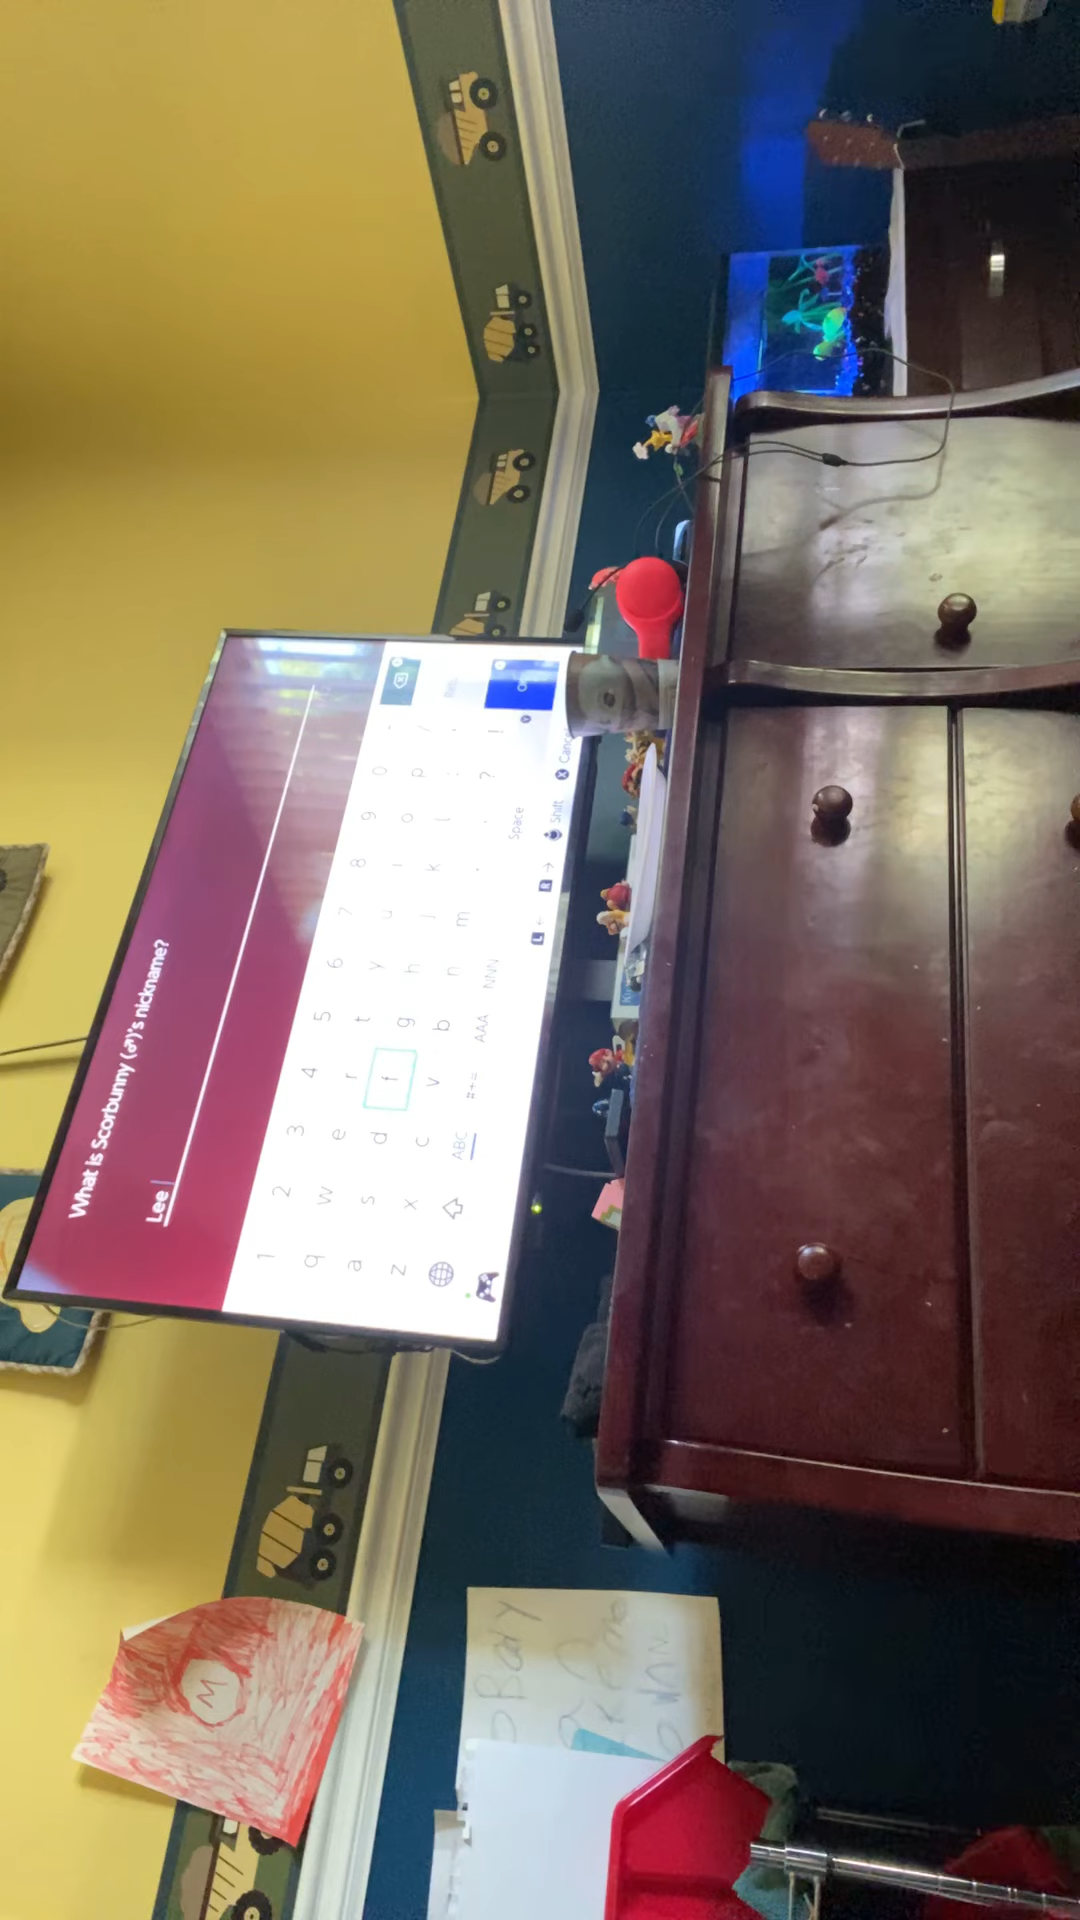 What is Scorbunny (♂)'s nickname?
Lee
1 2 3 4 5 6 7 8 9 0 -
q w e r t y u i o p /
a s d f g h j k l : '
z x c v b n m , . ? !
ABC #+= AAA NNN Space
L ← R → Shift X Cance
M